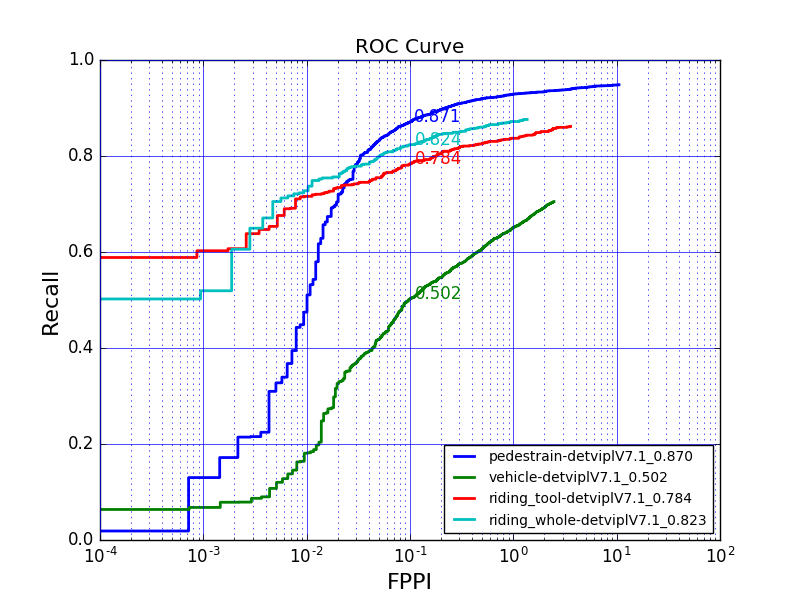 ROC Curve
1.0
0.8
0.6
0.4
0.2
0.0
Recall
0.871
0.824
0.784
0.502
pedestrain-detviplV7.1_0.870
vehicle-detviplV7.1_0.502
riding_tool-detviplV7.1_0.784
riding_whole-detviplV7.1_0.823
10^-4 10^-3 10^-2 10^-1 10^0 10^1 10^2
FPPI